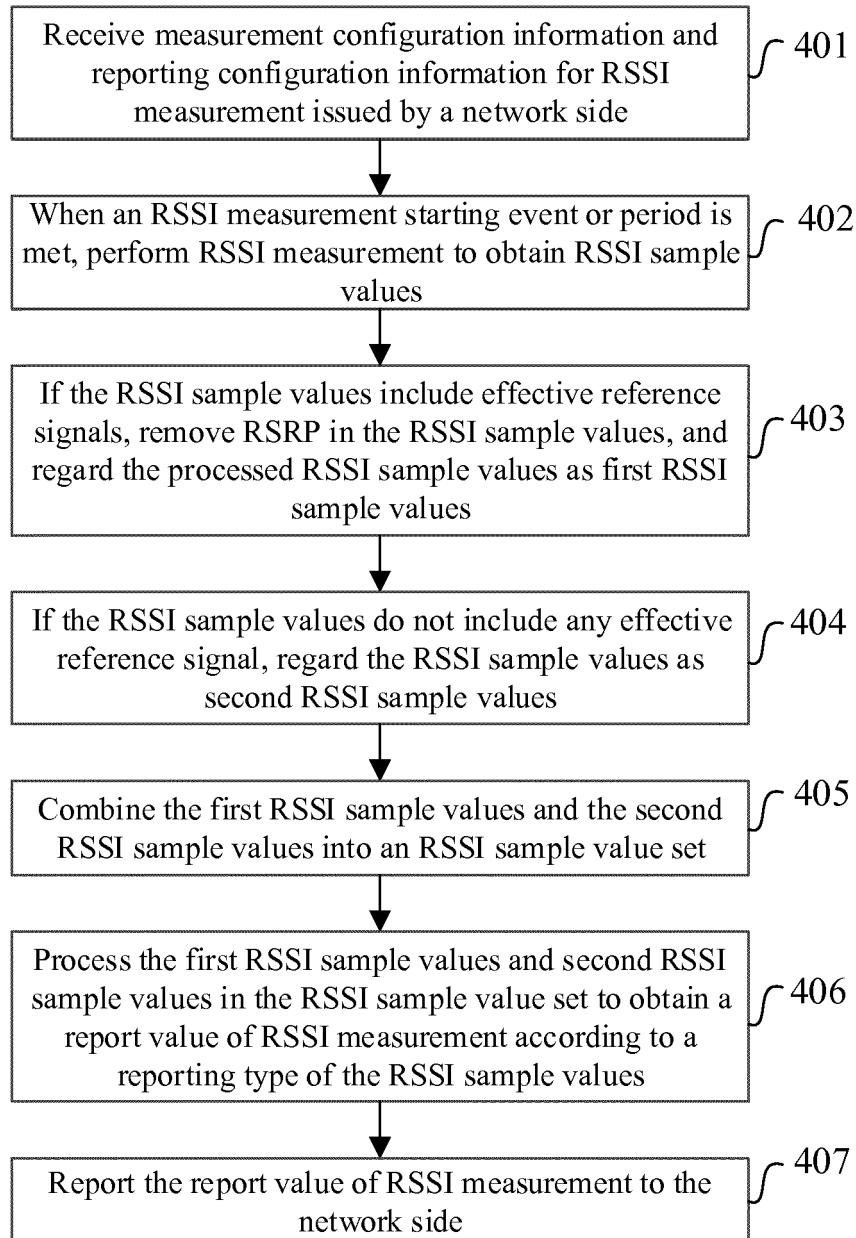 Receive measurement configuration information and
reporting configuration information for RSSI
measurement issued by a network side
401
When an RSSI measurement starting event or period is
met, perform RSSI measurement to obtain RSSI sample
values
402
If the RSSI sample values include effective reference
signals, remove RSRP in the RSSI sample values, and
regard the processed RSSI sample values as first RSSI
sample values
403
If the RSSI sample values do not include any effective
reference signal, regard the RSSI sample values as
second RSSI sample values
404
Combine the first RSSI sample values and the second
RSSI sample values into an RSSI sample value set
405
Process the first RSSI sample values and second RSSI
sample values in the RSSI sample value set to obtain a
report value of RSSI measurement according to a
reporting type of the RSSI sample values
406
Report the report value of RSSI measurement to the
network side
407